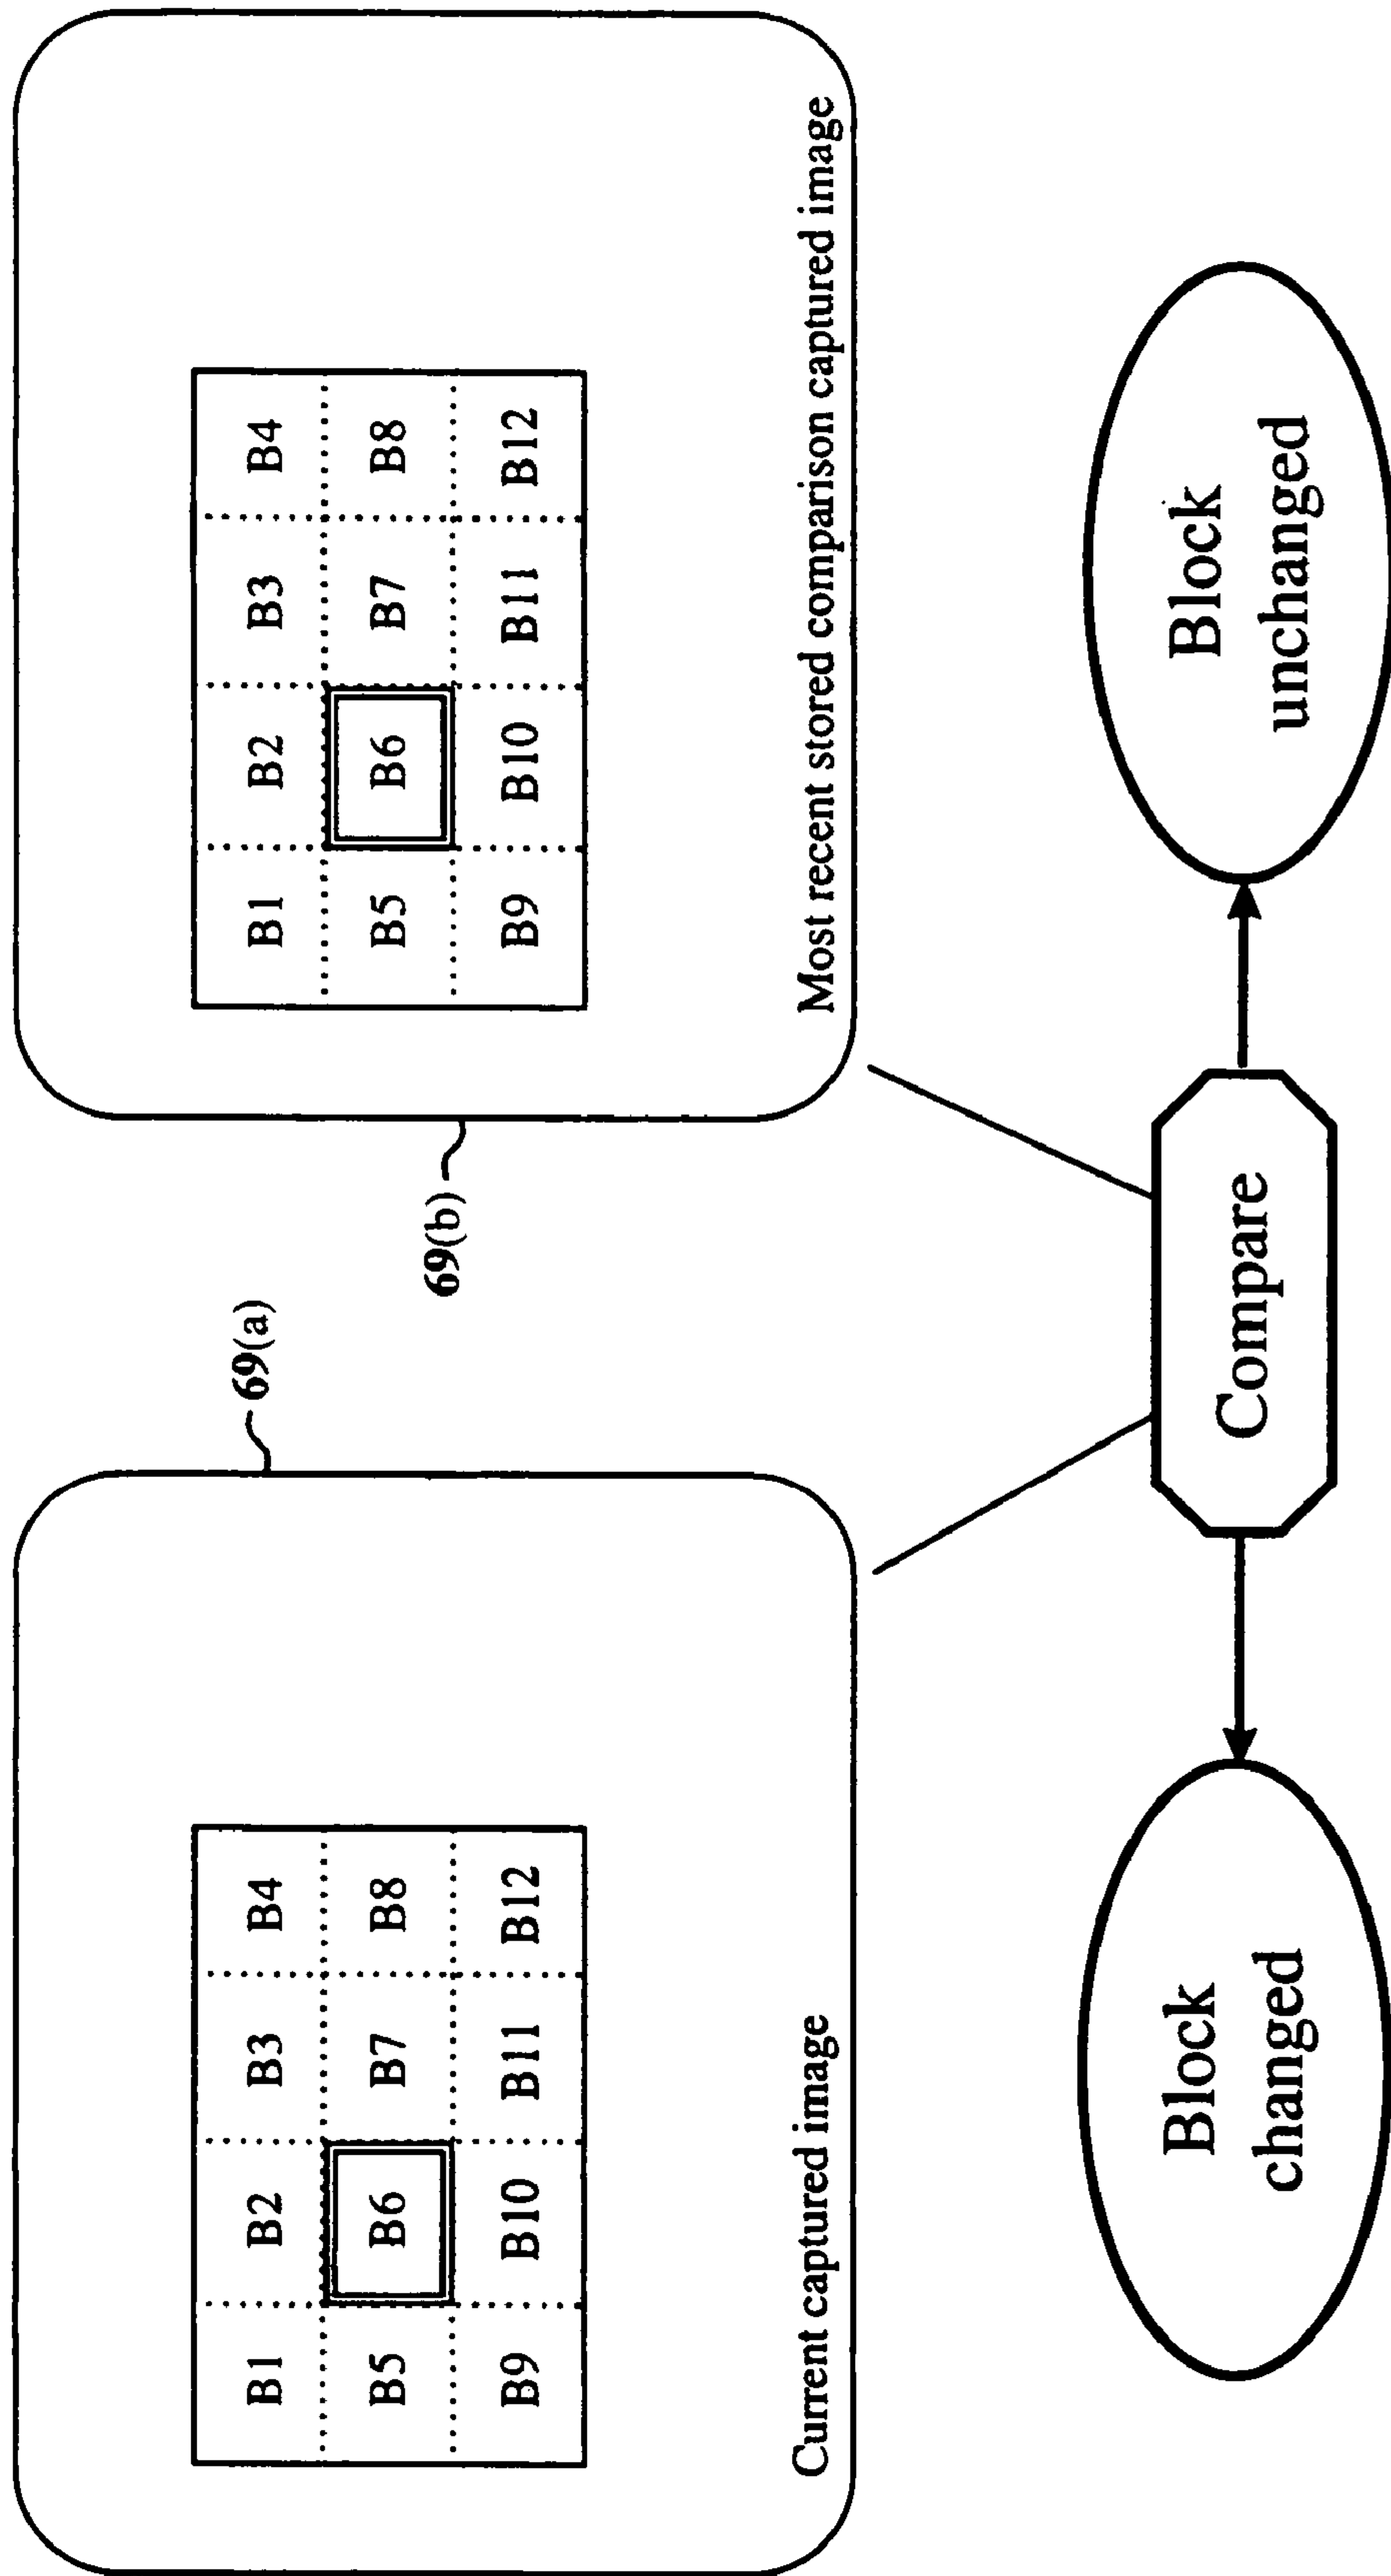 69(a)
B1 B2 B3 B4
B5 B6 B7 B8
B9 B10 B11 B12
Current captured image
69(b)
B1 B2 B3 B4
B5 B6 B7 B8
B9 B10 B11 B12
Most recent stored comparison captured image
Compare
Block
changed
Block
unchanged